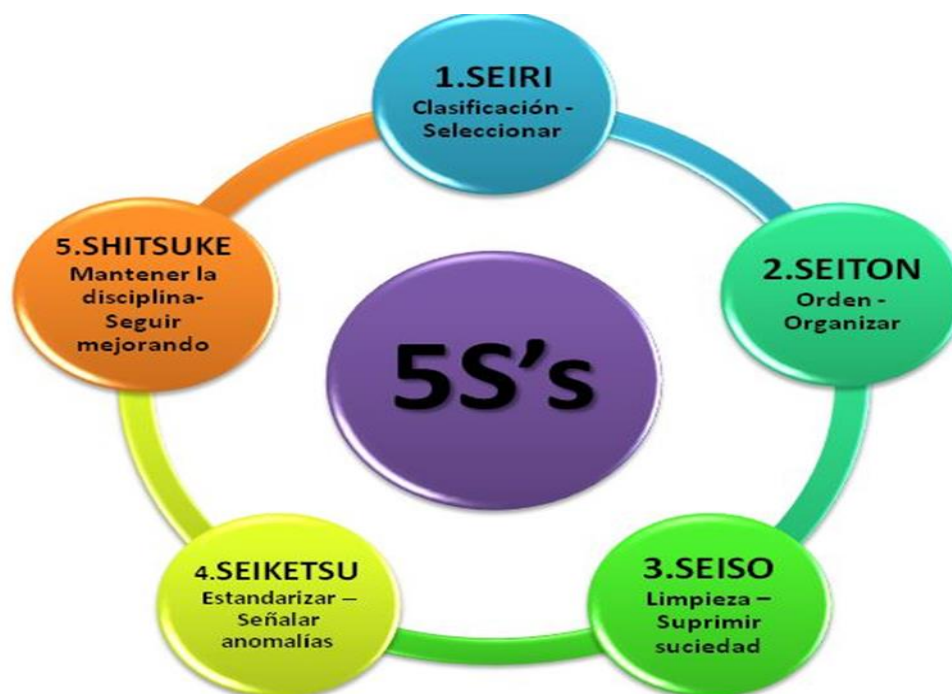 1.SEIRI
Clasificación -
Seleccionar
2.SEITON
Orden -
Organizar
3.SEISO
Limpieza –
Suprimir
suciedad
4.SEIKETSU
Estandarizar –
Señalar
anomalías
5.SHITSUKE
Mantener la
disciplina-
Seguir
mejorando
5S’s